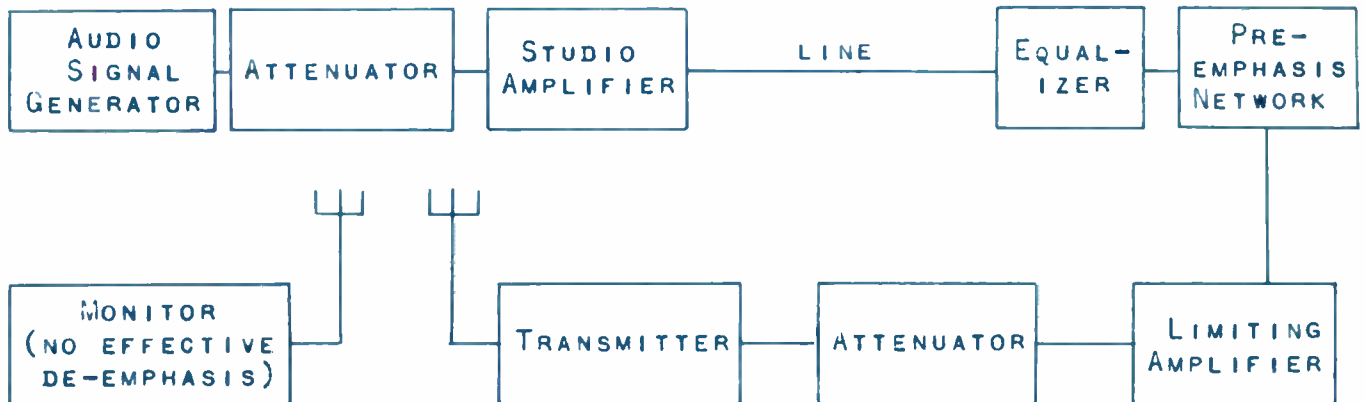 AUDIO
SIGNAL
GENERATOR
ATTENUATOR
STUDIO
AMPLIFIER
LINE
EQUAL-
IZER
PRE-
EMPHASIS
NETWORK
MONITOR
(NO EFFECTIVE
DE-EMPHASIS)
TRANSMITTER
ATTENUATOR
LIMITING
AMPLIFIER